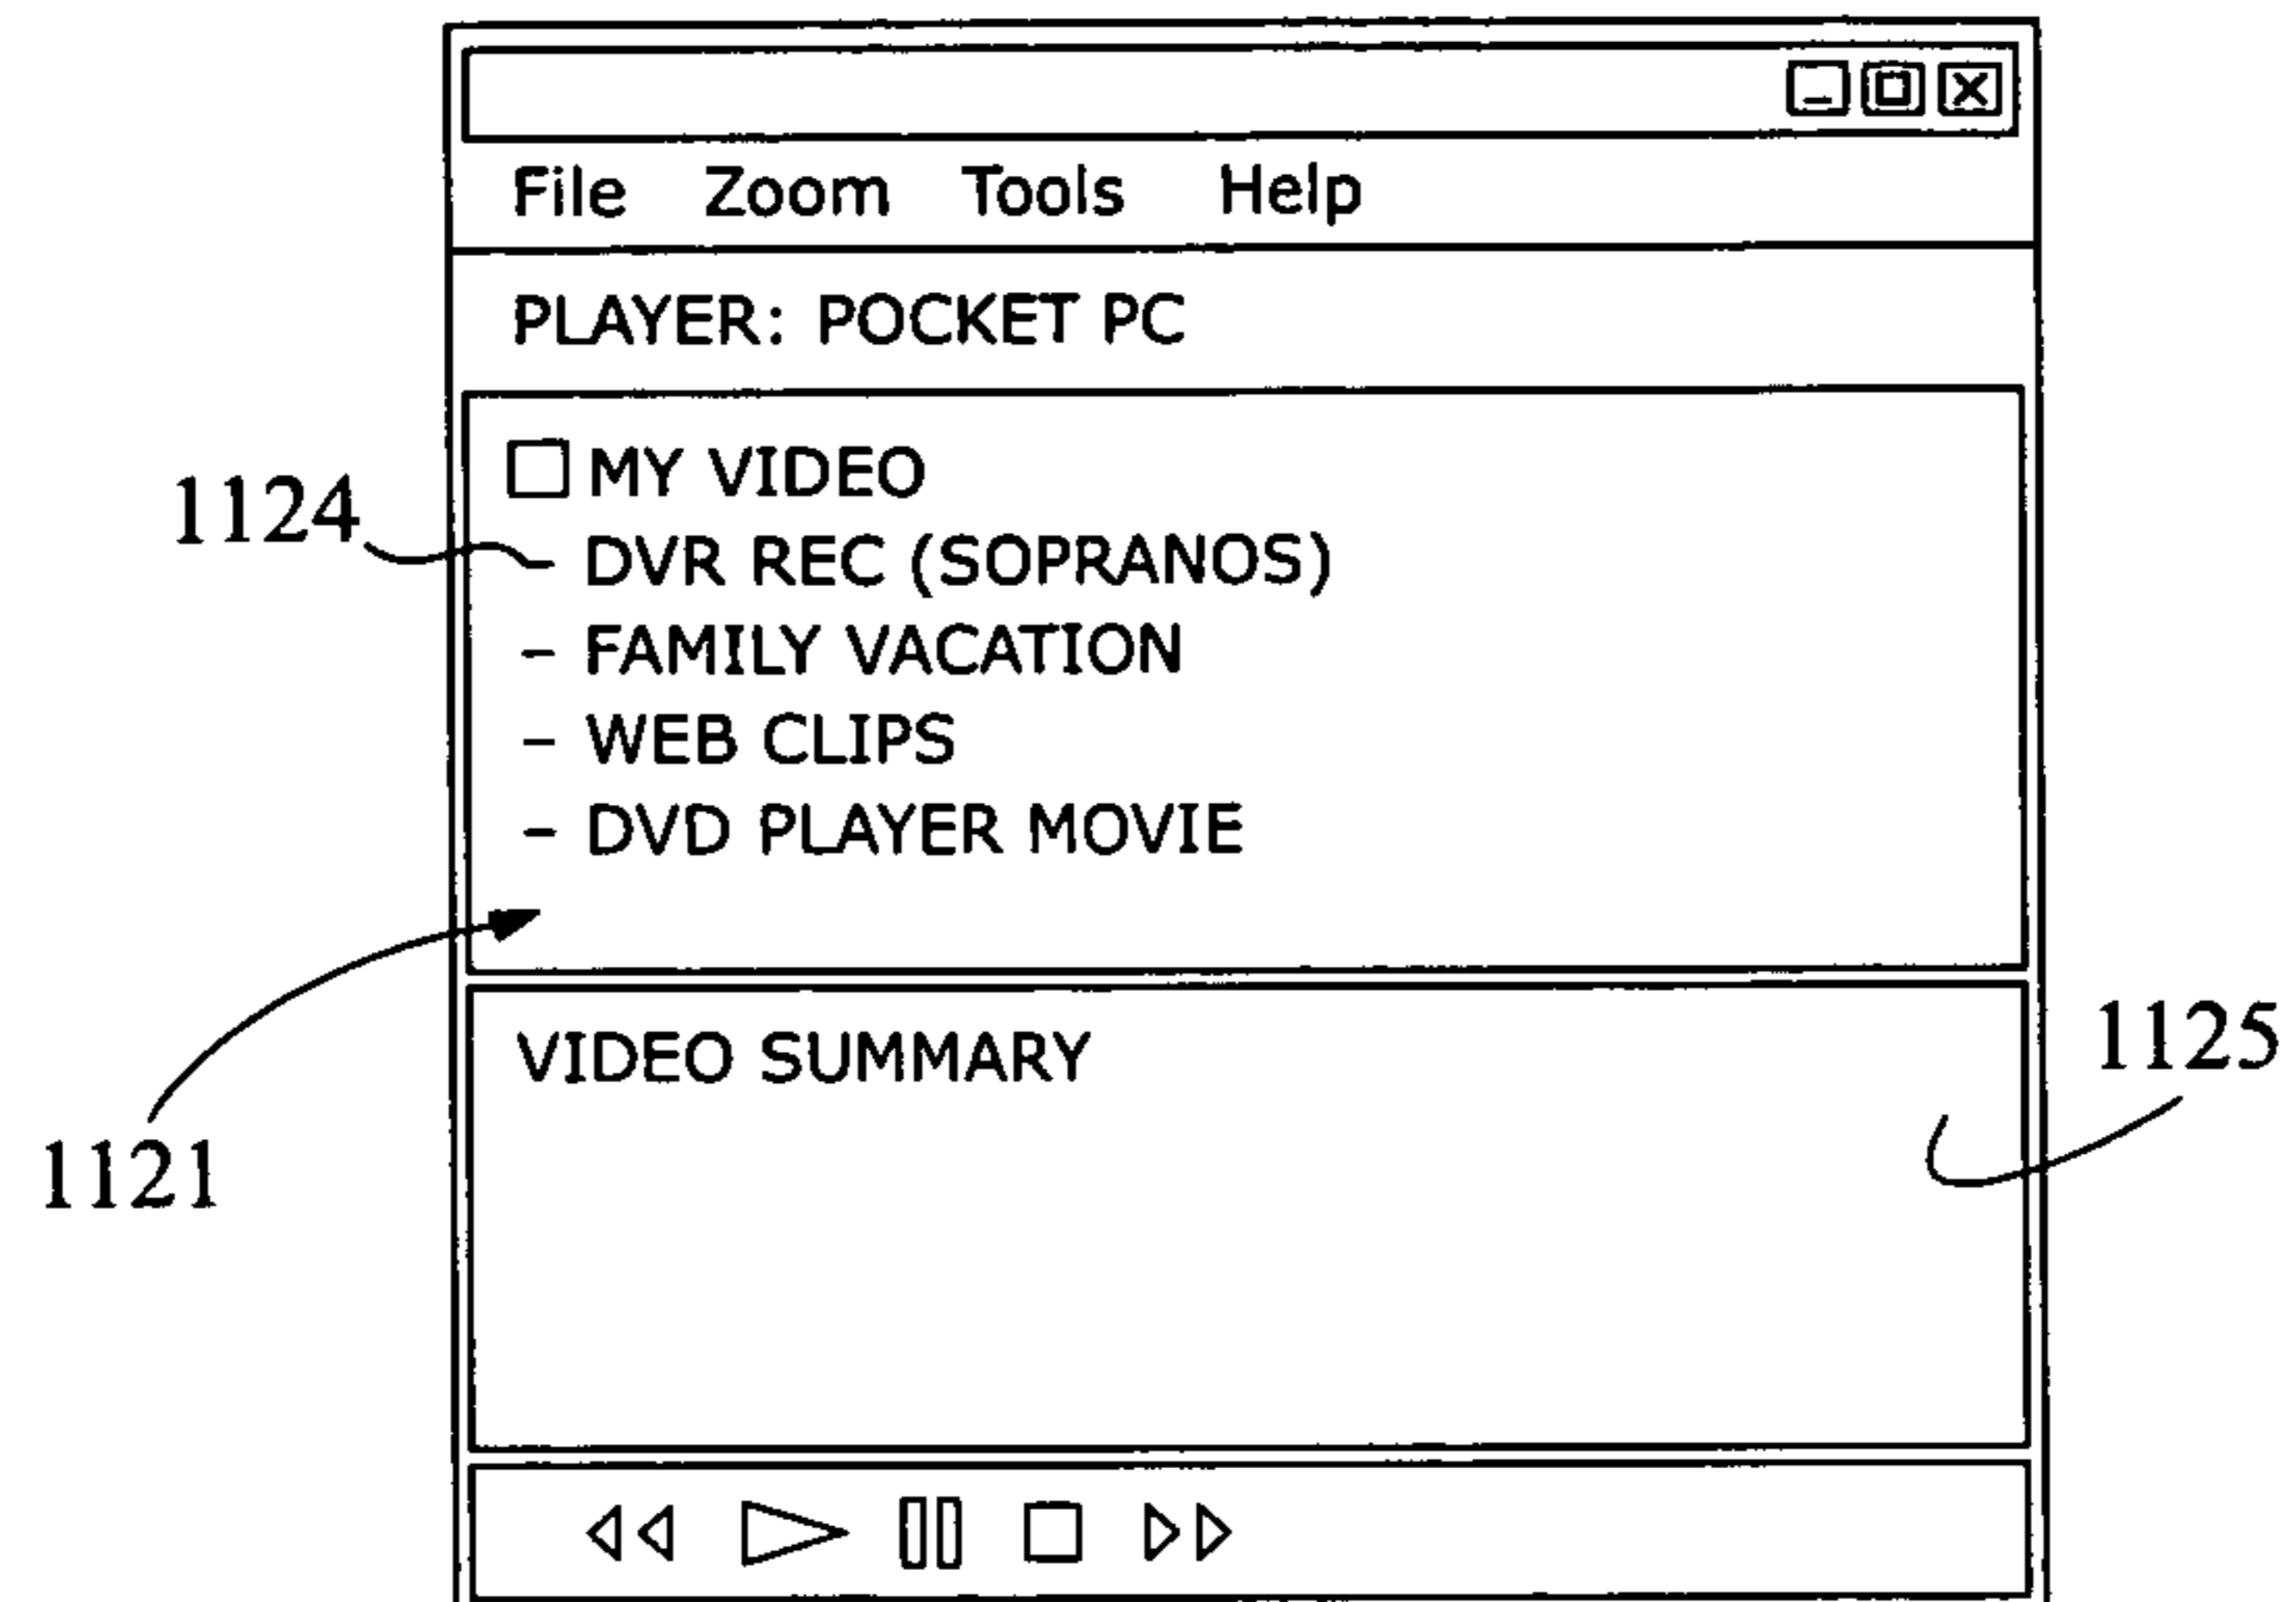 File Zoom Tools Help
PLAYER: POCKET PC
MY VIDEO
1124
- DVR REC (SOPRANOS)
- FAMILY VACATION
- WEB CLIPS
- DVD PLAYER MOVIE
1121
VIDEO SUMMARY
1125